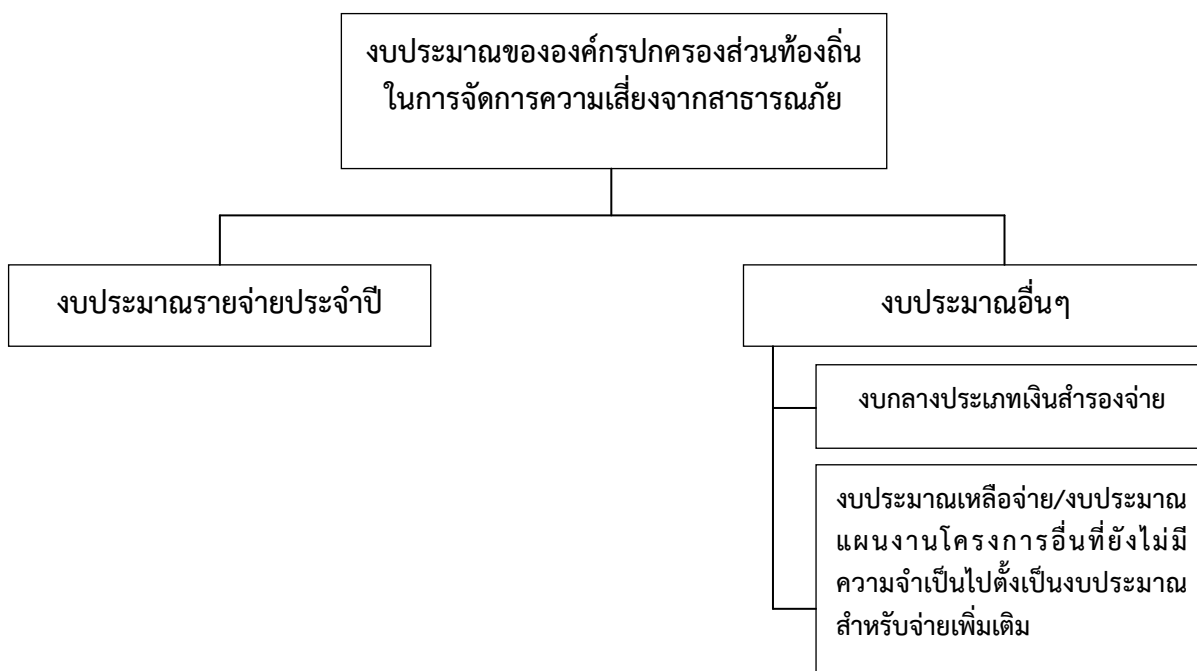 งบประมาณขององค์กรปกครองส่วนท้องถิ่น
ในการจัดการความเสี่ยงจากสาธารณภัย
งบประมาณรายจ่ายประจำปี
งบประมาณอื่นๆ
งบกลางประเภทเงินสำรองจ่าย
งบประมาณเหลือจ่าย/งบประมาณ
แผนงานโครงการอื่นที่ยังไม่มี
ความจำเป็นไปตั้งเป็นงบประมาณ
สำหรับจ่ายเพิ่มเติม